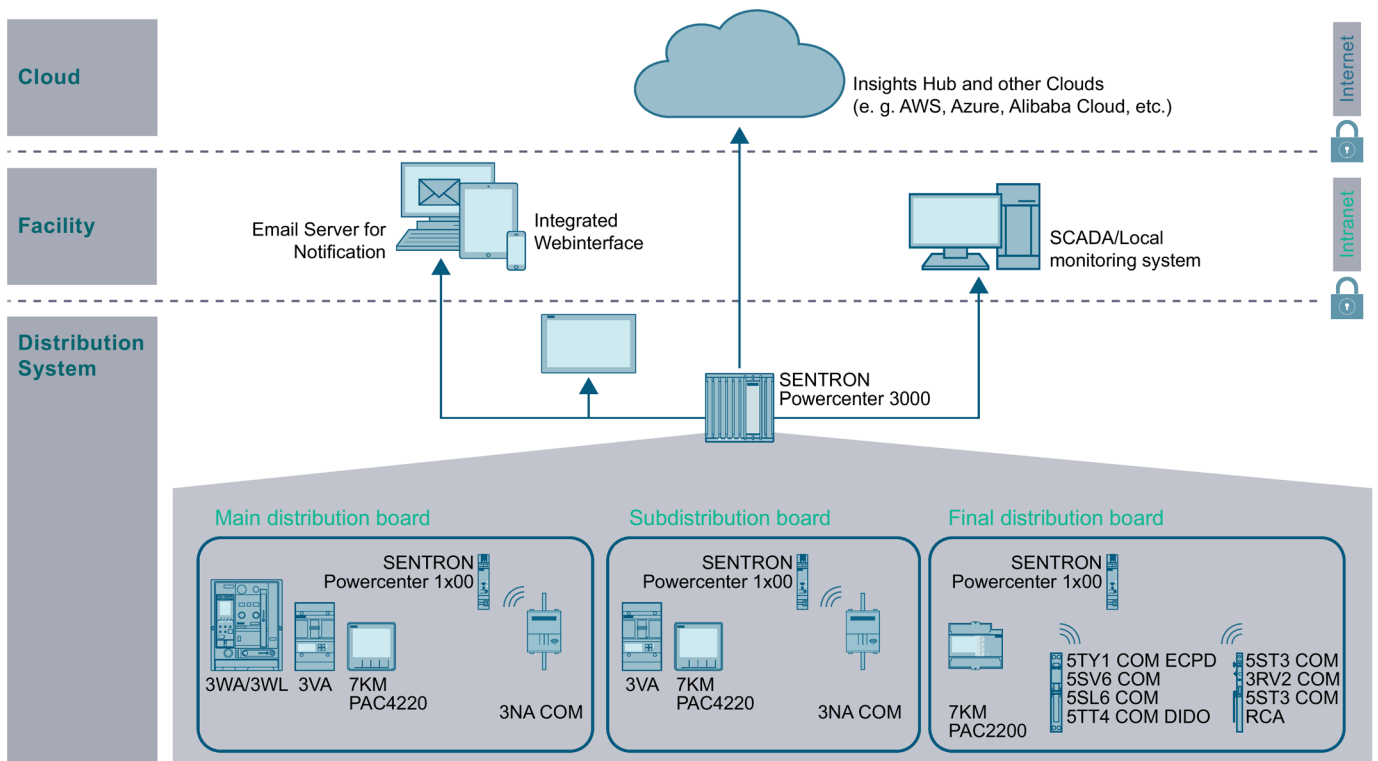 Cloud
Insights Hub and other Clouds
(e. g. AWS, Azure, Alibaba Cloud, etc.)
Internet
Facility
Email Server for
Notification
Integrated
Webinterface
SCADA/Local
monitoring system
Intranet
Distribution
System
SENTRON
Powercenter 3000
Main distribution board
SENTRON
Powercenter 1x00
3WA/3WL
3VA
7KM
PAC4220
3NA COM
Subdistribution board
SENTRON
Powercenter 1x00
3VA
7KM
PAC4220
3NA COM
Final distribution board
SENTRON
Powercenter 1x00
7KM
PAC2200
5TY1 COM ECPD
5SV6 COM
5SL6 COM
5TT4 COM DIDO
5ST3 COM
3RV2 COM
5ST3 COM
RCA